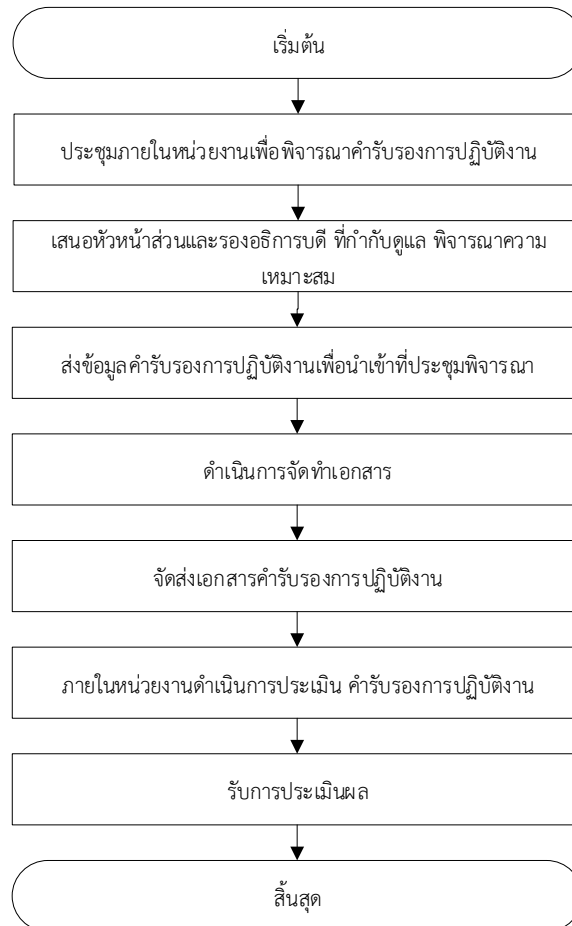 เริ่มต้น
ประชุมภายในหน่วยงานเพื่อพิจารณาคำรับรองการปฏิบัติงาน
เสนอหัวหน้าส่วนและรองอธิการบดี ที่กำกับดูแล พิจารณาความ
เหมาะสม
ส่งข้อมูลคำรับรองการปฏิบัติงานเพื่อนำเข้าที่ประชุมพิจารณา
ดำเนินการจัดทำเอกสาร
จัดส่งเอกสารคำรับรองการปฏิบัติงาน
ภายในหน่วยงานดำเนินการประเมิน คำรับรองการปฏิบัติงาน
รับการประเมินผล
สิ้นสุด